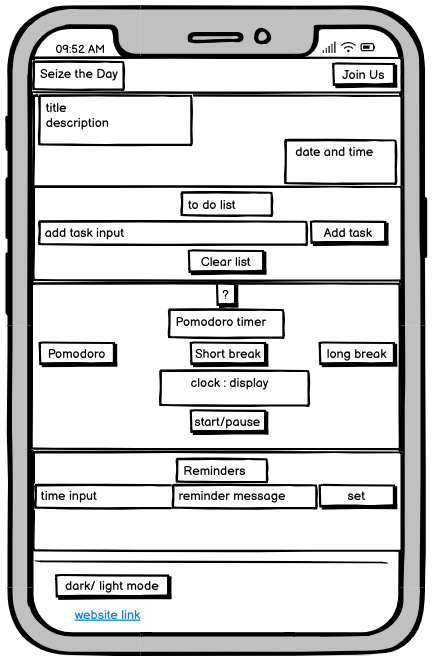 09:52 AM
Seize the Day
Join Us
title
description
date and time
to do list
add task input
Add task
Clear list
?
Pomodoro timer
Pomodoro
Short break
long break
clock : display
start/pause
Reminders
time input
reminder message
set
dark/ light mode
website link